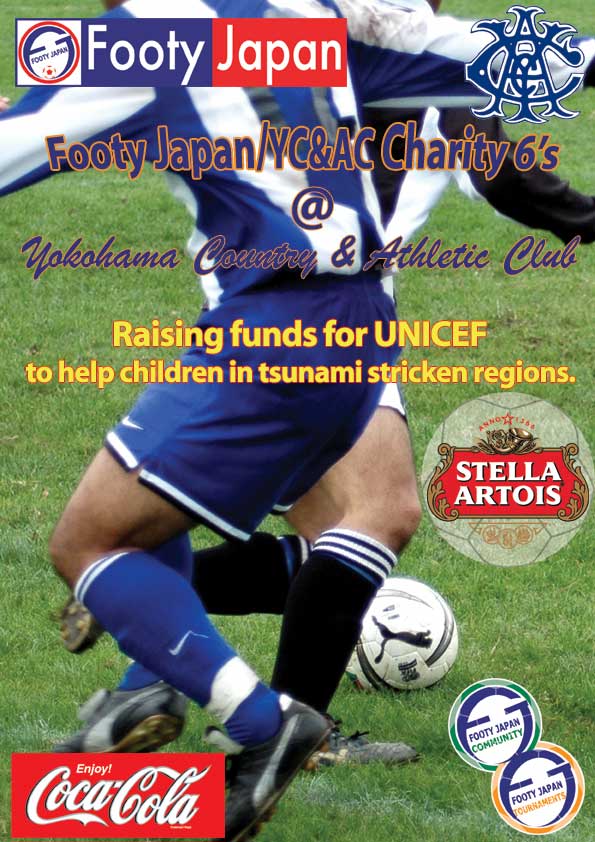 FOOTY JAPAN
Footy Japan
Footy Japan/YC&AC Charity 6's
@
Yokohama Country & Athletic Club
Raising funds for UNICEF
to help children in tsunami stricken regions.
ANNO 1366
STELLA
ARTOIS
FOOTY JAPAN
COMMUNITY
FOOTY JAPAN
TOURNAMENTS
Enjoy!
Coca-Cola